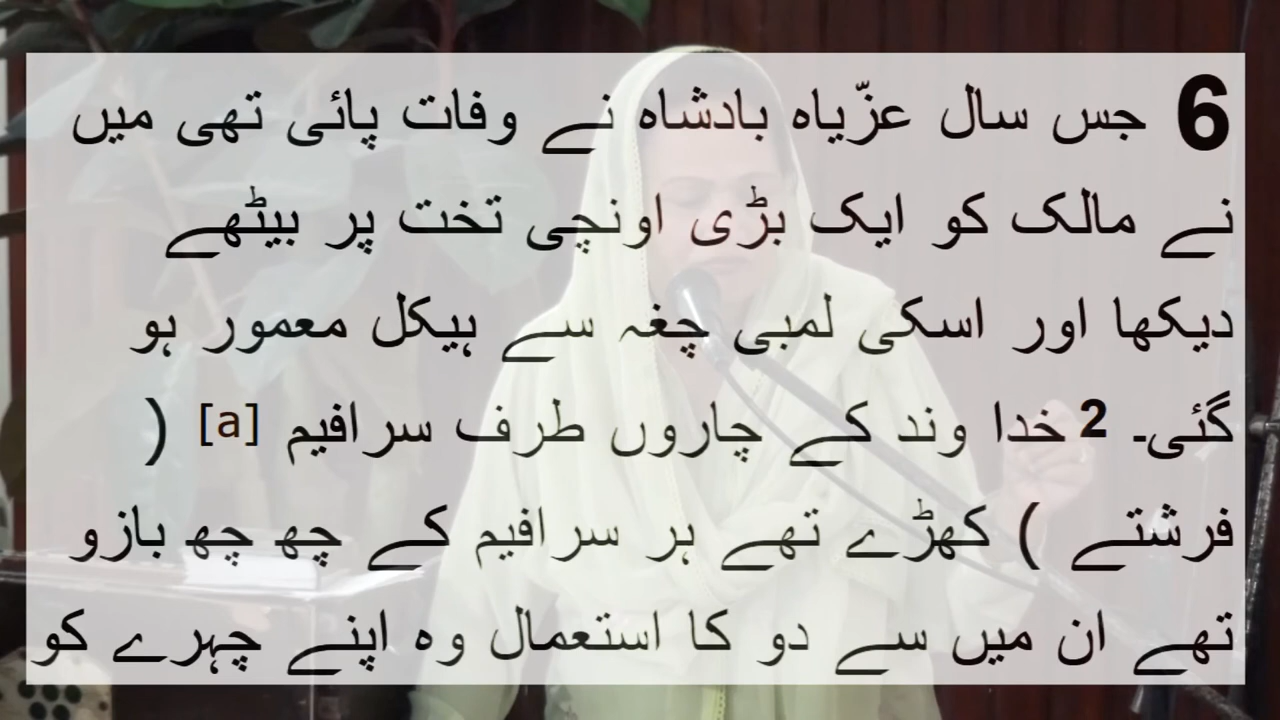 6 جس سال عزّیاہ بادشاہ نے وفات پائی تھی میں
نے مالک کو ایک بڑی اونچی تخت پر بیٹھے
دیکھا اور اسکی لمبی چغہ سے ہیکل معمور ہو
گئی۔ 2 خدا وند کے چاروں طرف سرافیم [a] (
فرشتے ) کھڑے تھے ہر سرافیم کے چھ چھ بازو
تھے ان میں سے دو کا استعمال وہ اپنے چہرے کو